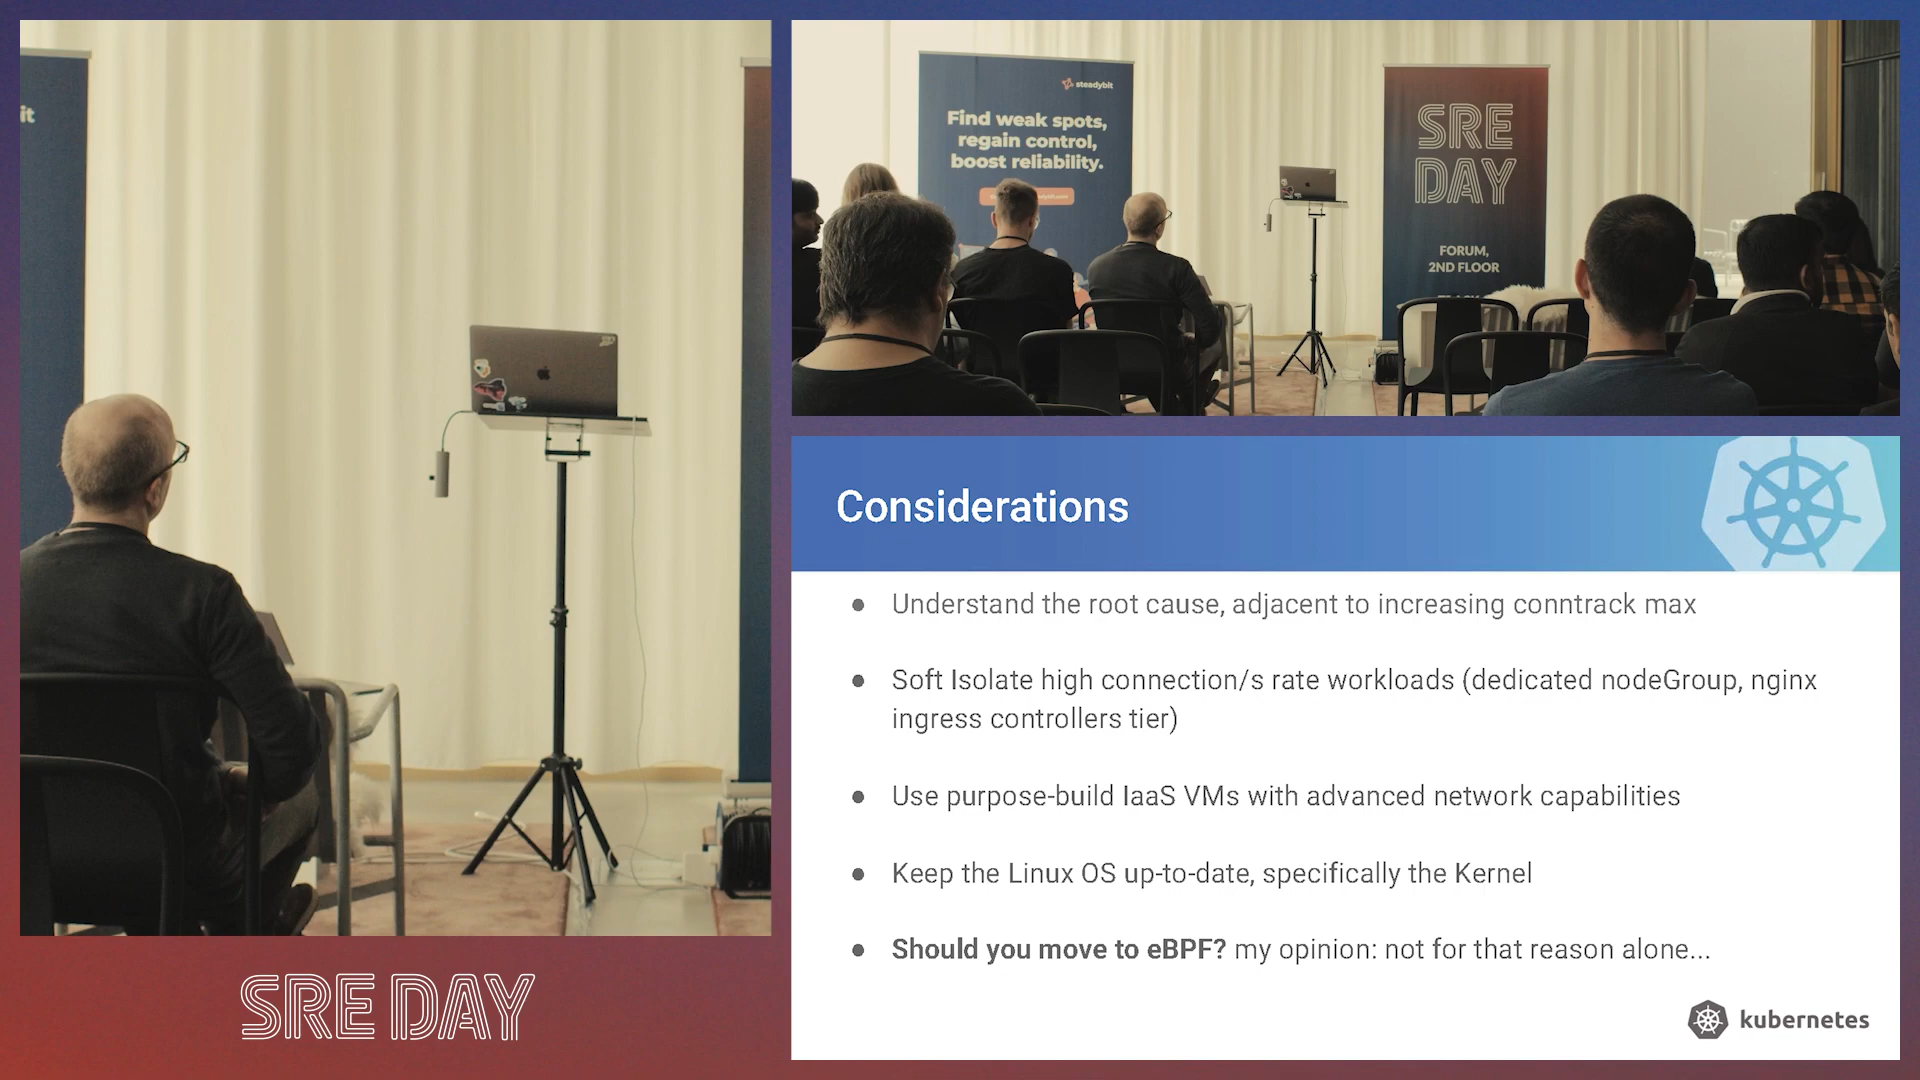 it
steadybit
Find weak spots,
regain control,
boost reliability.
SRE
DAY
FORUM,
2ND FLOOR
Considerations
● Understand the root cause, adjacent to increasing conntrack max
● Soft Isolate high connection/s rate workloads (dedicated nodeGroup, nginx
ingress controllers tier)
● Use purpose-build IaaS VMs with advanced network capabilities
● Keep the Linux OS up-to-date, specifically the Kernel
● Should you move to eBPF? my opinion: not for that reason alone...
kubernetes
SRE DAY